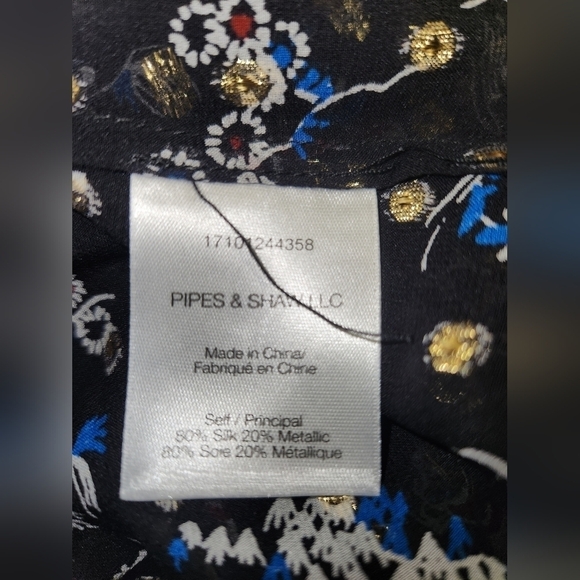 17101244358
PIPES & SHAW LLC
Made in China/
Fabriqué en Chine
Self / Principal
80% Silk 20% Metallic
80% Soie 20% Métallique